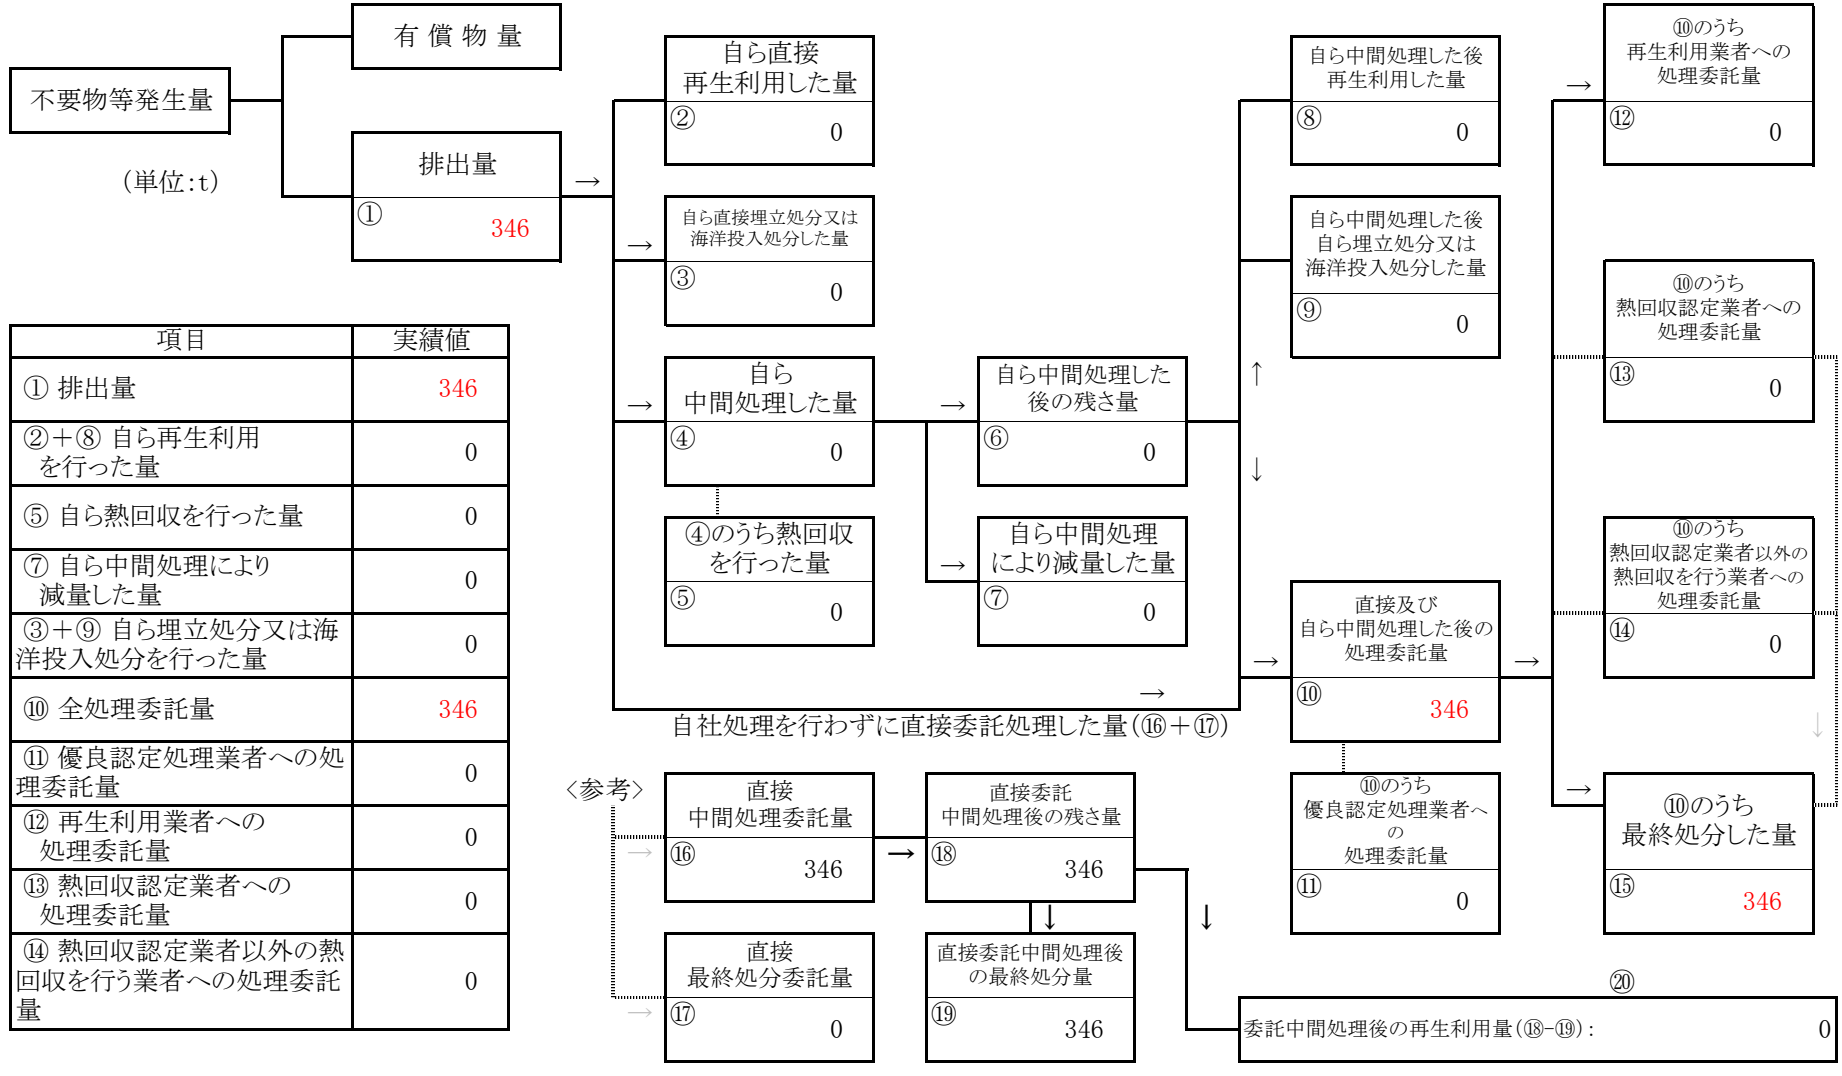 有 償 物 量
不要物等発生量
(単位:t)
排出量
①
346
→
自ら直接
再生利用した量
②
0
→
自ら直接埋立処分又は
海洋投入処分した量
③
0
→
自ら
中間処理した量
④
0
④のうち熱回収
を行った量
⑤
0
→
自ら中間処理した
後の残さ量
⑥
0
→
自ら中間処理
により減量した量
⑦
0
自ら中間処理した後
再生利用した量
⑧
0
自ら中間処理した後
自ら埋立処分又は
海洋投入処分した量
⑨
0
↑
↓
→
自社処理を行わずに直接委託処理した量(⑯+⑰)
→
直接及び
自ら中間処理した後の
処理委託量
⑩
346
⑩のうち
優良認定処理業者へ
の
処理委託量
⑪
0
→
→
⑩のうち
再生利用業者への
処理委託量
⑫
0
⑩のうち
熱回収認定業者への
処理委託量
⑬
0
⑩のうち
熱回収認定業者以外の
熱回収を行う業者への
処理委託量
⑭
0
↓
→
⑩のうち
最終処分した量
⑮
346
項目 実績値
① 排出量 346
②+⑧ 自ら再生利用
を行った量 0
⑤ 自ら熱回収を行った量 0
⑦ 自ら中間処理により
減量した量 0
③+⑨ 自ら埋立処分又は海
洋投入処分を行った量 0
⑩ 全処理委託量 346
⑪ 優良認定処理業者への処
理委託量 0
⑫ 再生利用業者への
処理委託量 0
⑬ 熱回収認定業者への
処理委託量 0
⑭ 熱回収認定業者以外の熱
回収を行う業者への処理委託
量 0
<参考>
→
直接
中間処理委託量
⑯
346
→
直接委託
中間処理後の残さ量
⑱
346
↓
↓
→
直接
最終処分委託量
⑰
0
直接委託中間処理後
の最終処分量
⑲
346
⑳
委託中間処理後の再生利用量(⑱-⑲): 0